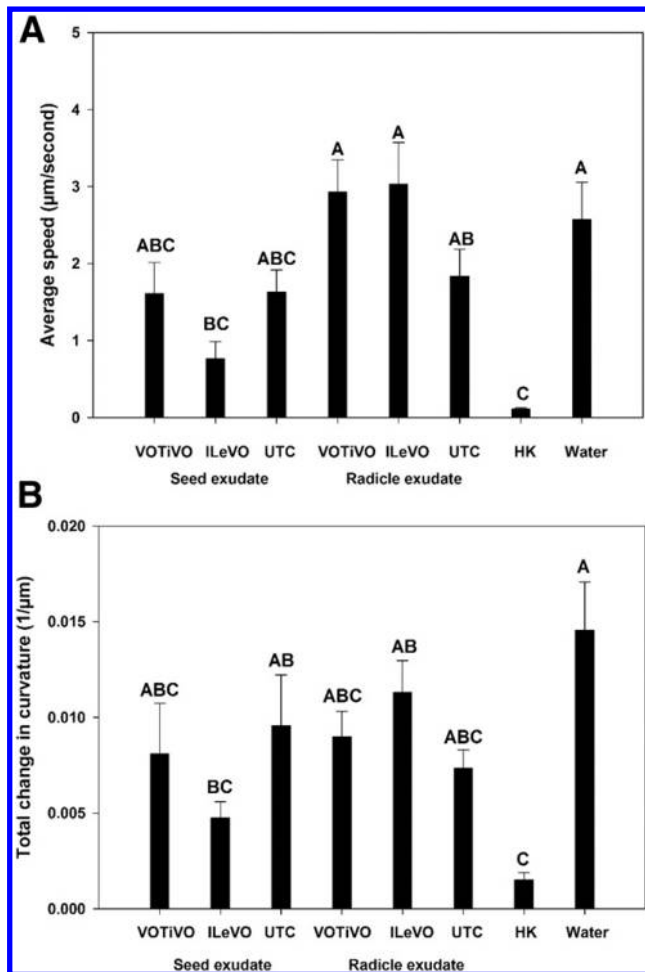 A
5
4
3
2
1
0
Average speed (µm/second)
ABC
BC
ABC
A
A
AB
C
A
VOTiVO ILeVO UTC VOTiVO ILeVO UTC HK Water
Seed exudate Radicle exudate
B
0.020
0.015
0.010
0.005
0.000
Total change in curvature (1/µm)
ABC
BC
AB
ABC
AB
ABC
C
A
VOTiVO ILeVO UTC VOTiVO ILeVO UTC HK Water
Seed exudate Radicle exudate